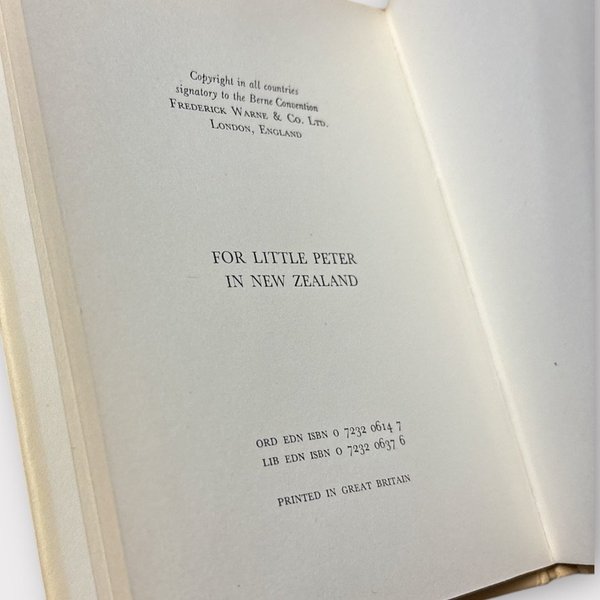 Copyright in all countries
signatory to the Berne Convention
FREDERICK WARNE & CO. LTD.
LONDON, ENGLAND
FOR LITTLE PETER
IN NEW ZEALAND
ORD EDN ISBN 0 7232 0614 7
LIB EDN ISBN 0 7232 0637 6
PRINTED IN GREAT BRITAIN